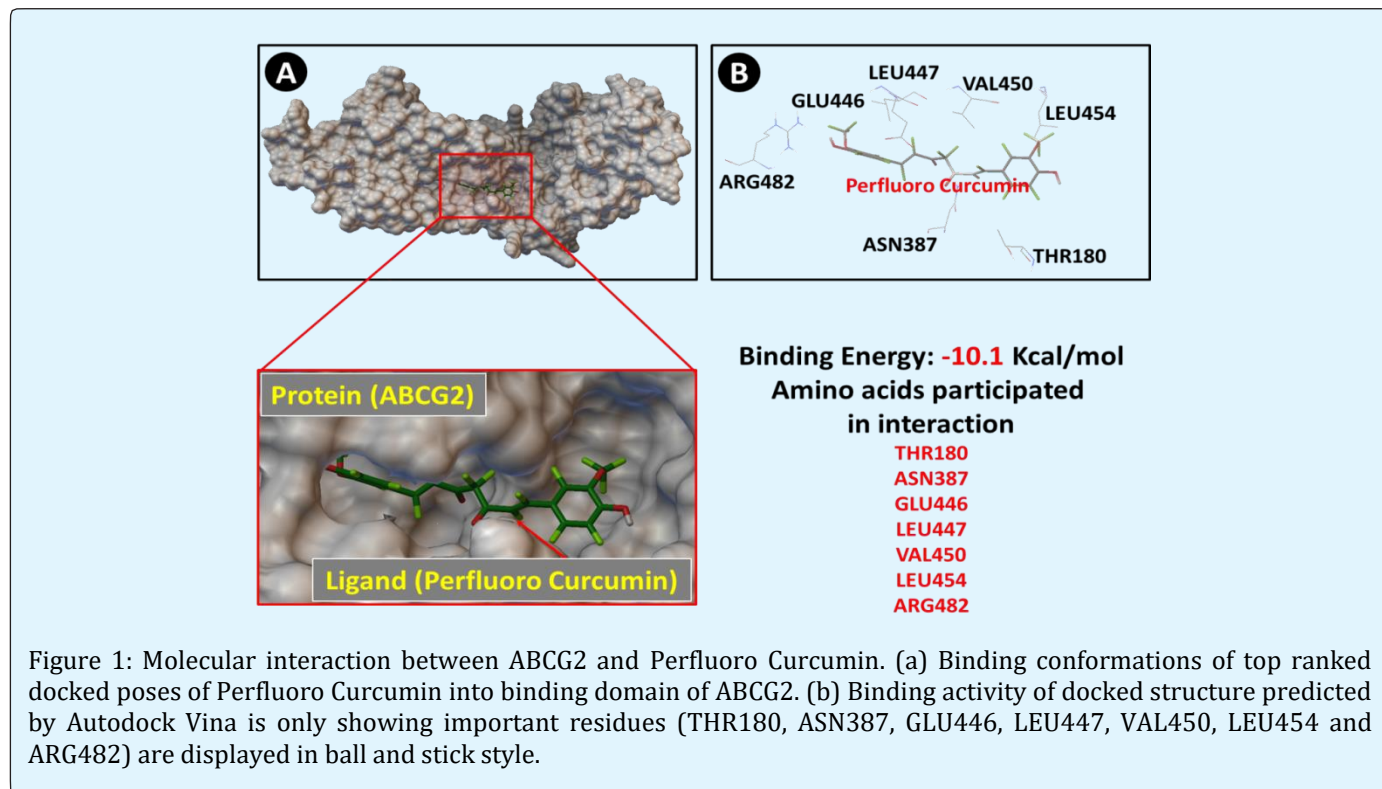 A
B
LEU447
VAL450
GLU446
LEU454
ARG482
Perfluoro Curcumin
ASN387
THR180
Protein (ABCG2)
Ligand (Perfluoro Curcumin)
Binding Energy: -10.1 Kcal/mol
Amino acids participated
in interaction
THR180
ASN387
GLU446
LEU447
VAL450
LEU454
ARG482
Figure 1: Molecular interaction between ABCG2 and Perfluoro Curcumin. (a) Binding conformations of top ranked
docked poses of Perfluoro Curcumin into binding domain of ABCG2. (b) Binding activity of docked structure predicted
by Autodock Vina is only showing important residues (THR180, ASN387, GLU446, LEU447, VAL450, LEU454 and
ARG482) are displayed in ball and stick style.